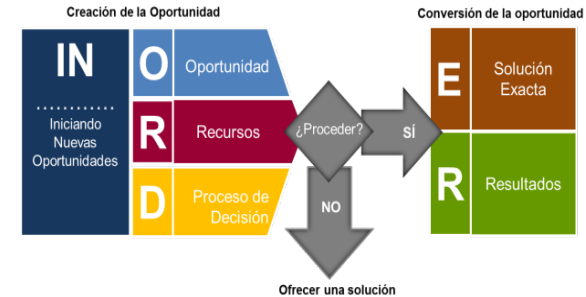 Creación de la Oportunidad
Conversión de la oportunidad
IN
............
Iniciando
Nuevas
Oportunidades
O
Oportunidad
R
Recursos
D
Proceso de
Decisión
¿Proceder?
SÍ
NO
Ofrecer una solución
E
Solución
Exacta
R
Resultados